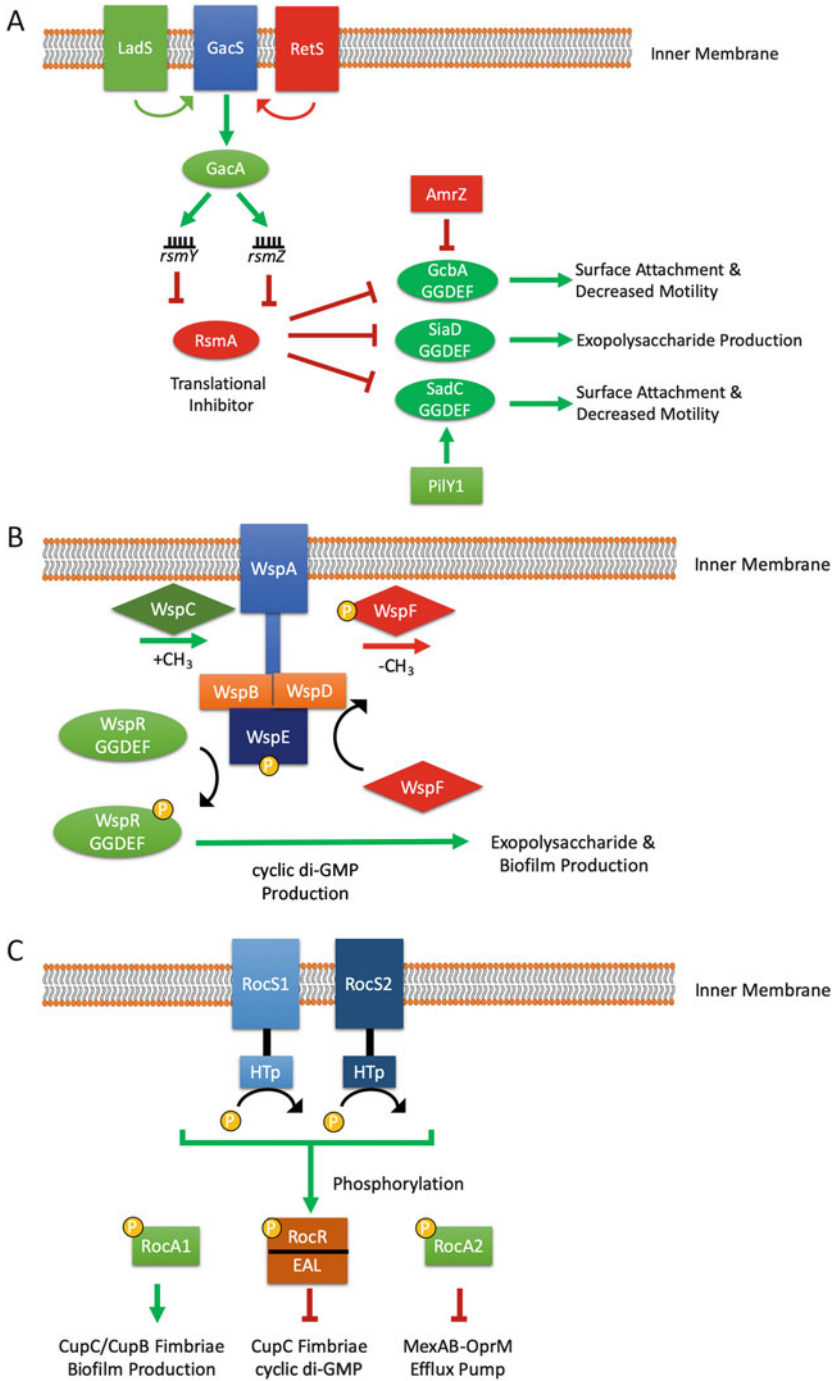 A
LadS
GacS
RetS
Inner Membrane
GacA
AmrZ
rsmY
rsmZ
GcbA
GGDEF
Surface Attachment &
Decreased Motility
RsmA
SiaD
GGDEF
Exopolysaccharide Production
Translational
Inhibitor
SadC
GGDEF
Surface Attachment &
Decreased Motility
PilY1
B
WspA
Inner Membrane
WspC
+CH₃
P
WspF
-CH₃
WspB
WspD
WspR
GGDEF
WspE
P
WspF
P
WspR
GGDEF
cyclic di-GMP
Production
Exopolysaccharide &
Biofilm Production
C
RocS1
RocS2
Inner Membrane
HTp
HTp
P
P
Phosphorylation
P
RocA1
P
RocR
EAL
P
RocA2
CupC/CupB Fimbriae
Biofilm Production
CupC Fimbriae
cyclic di-GMP
MexAB-OprM
Efflux Pump